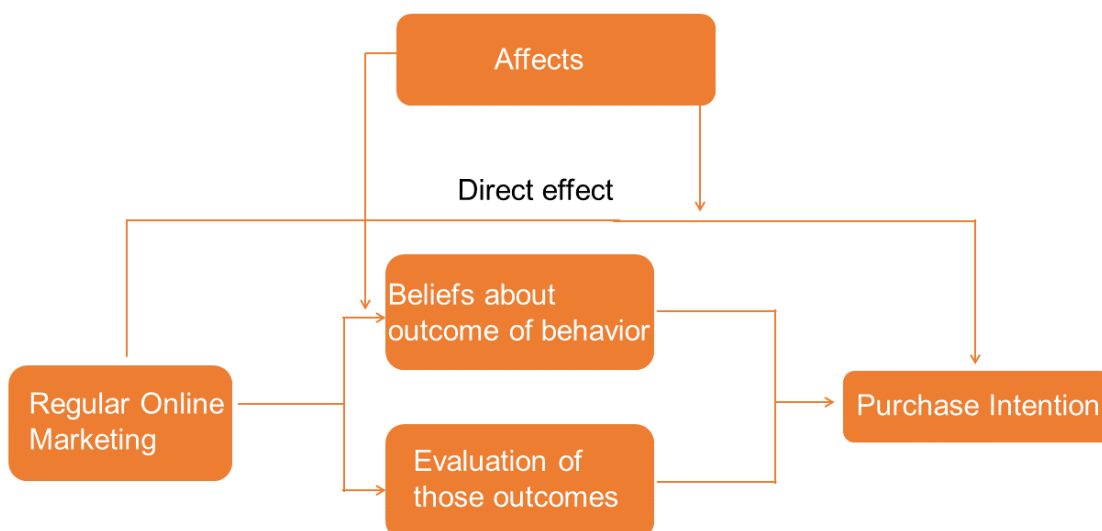 Affects
Direct effect
Beliefs about
outcome of behavior
Regular Online
Marketing
Purchase Intention
Evaluation of
those outcomes